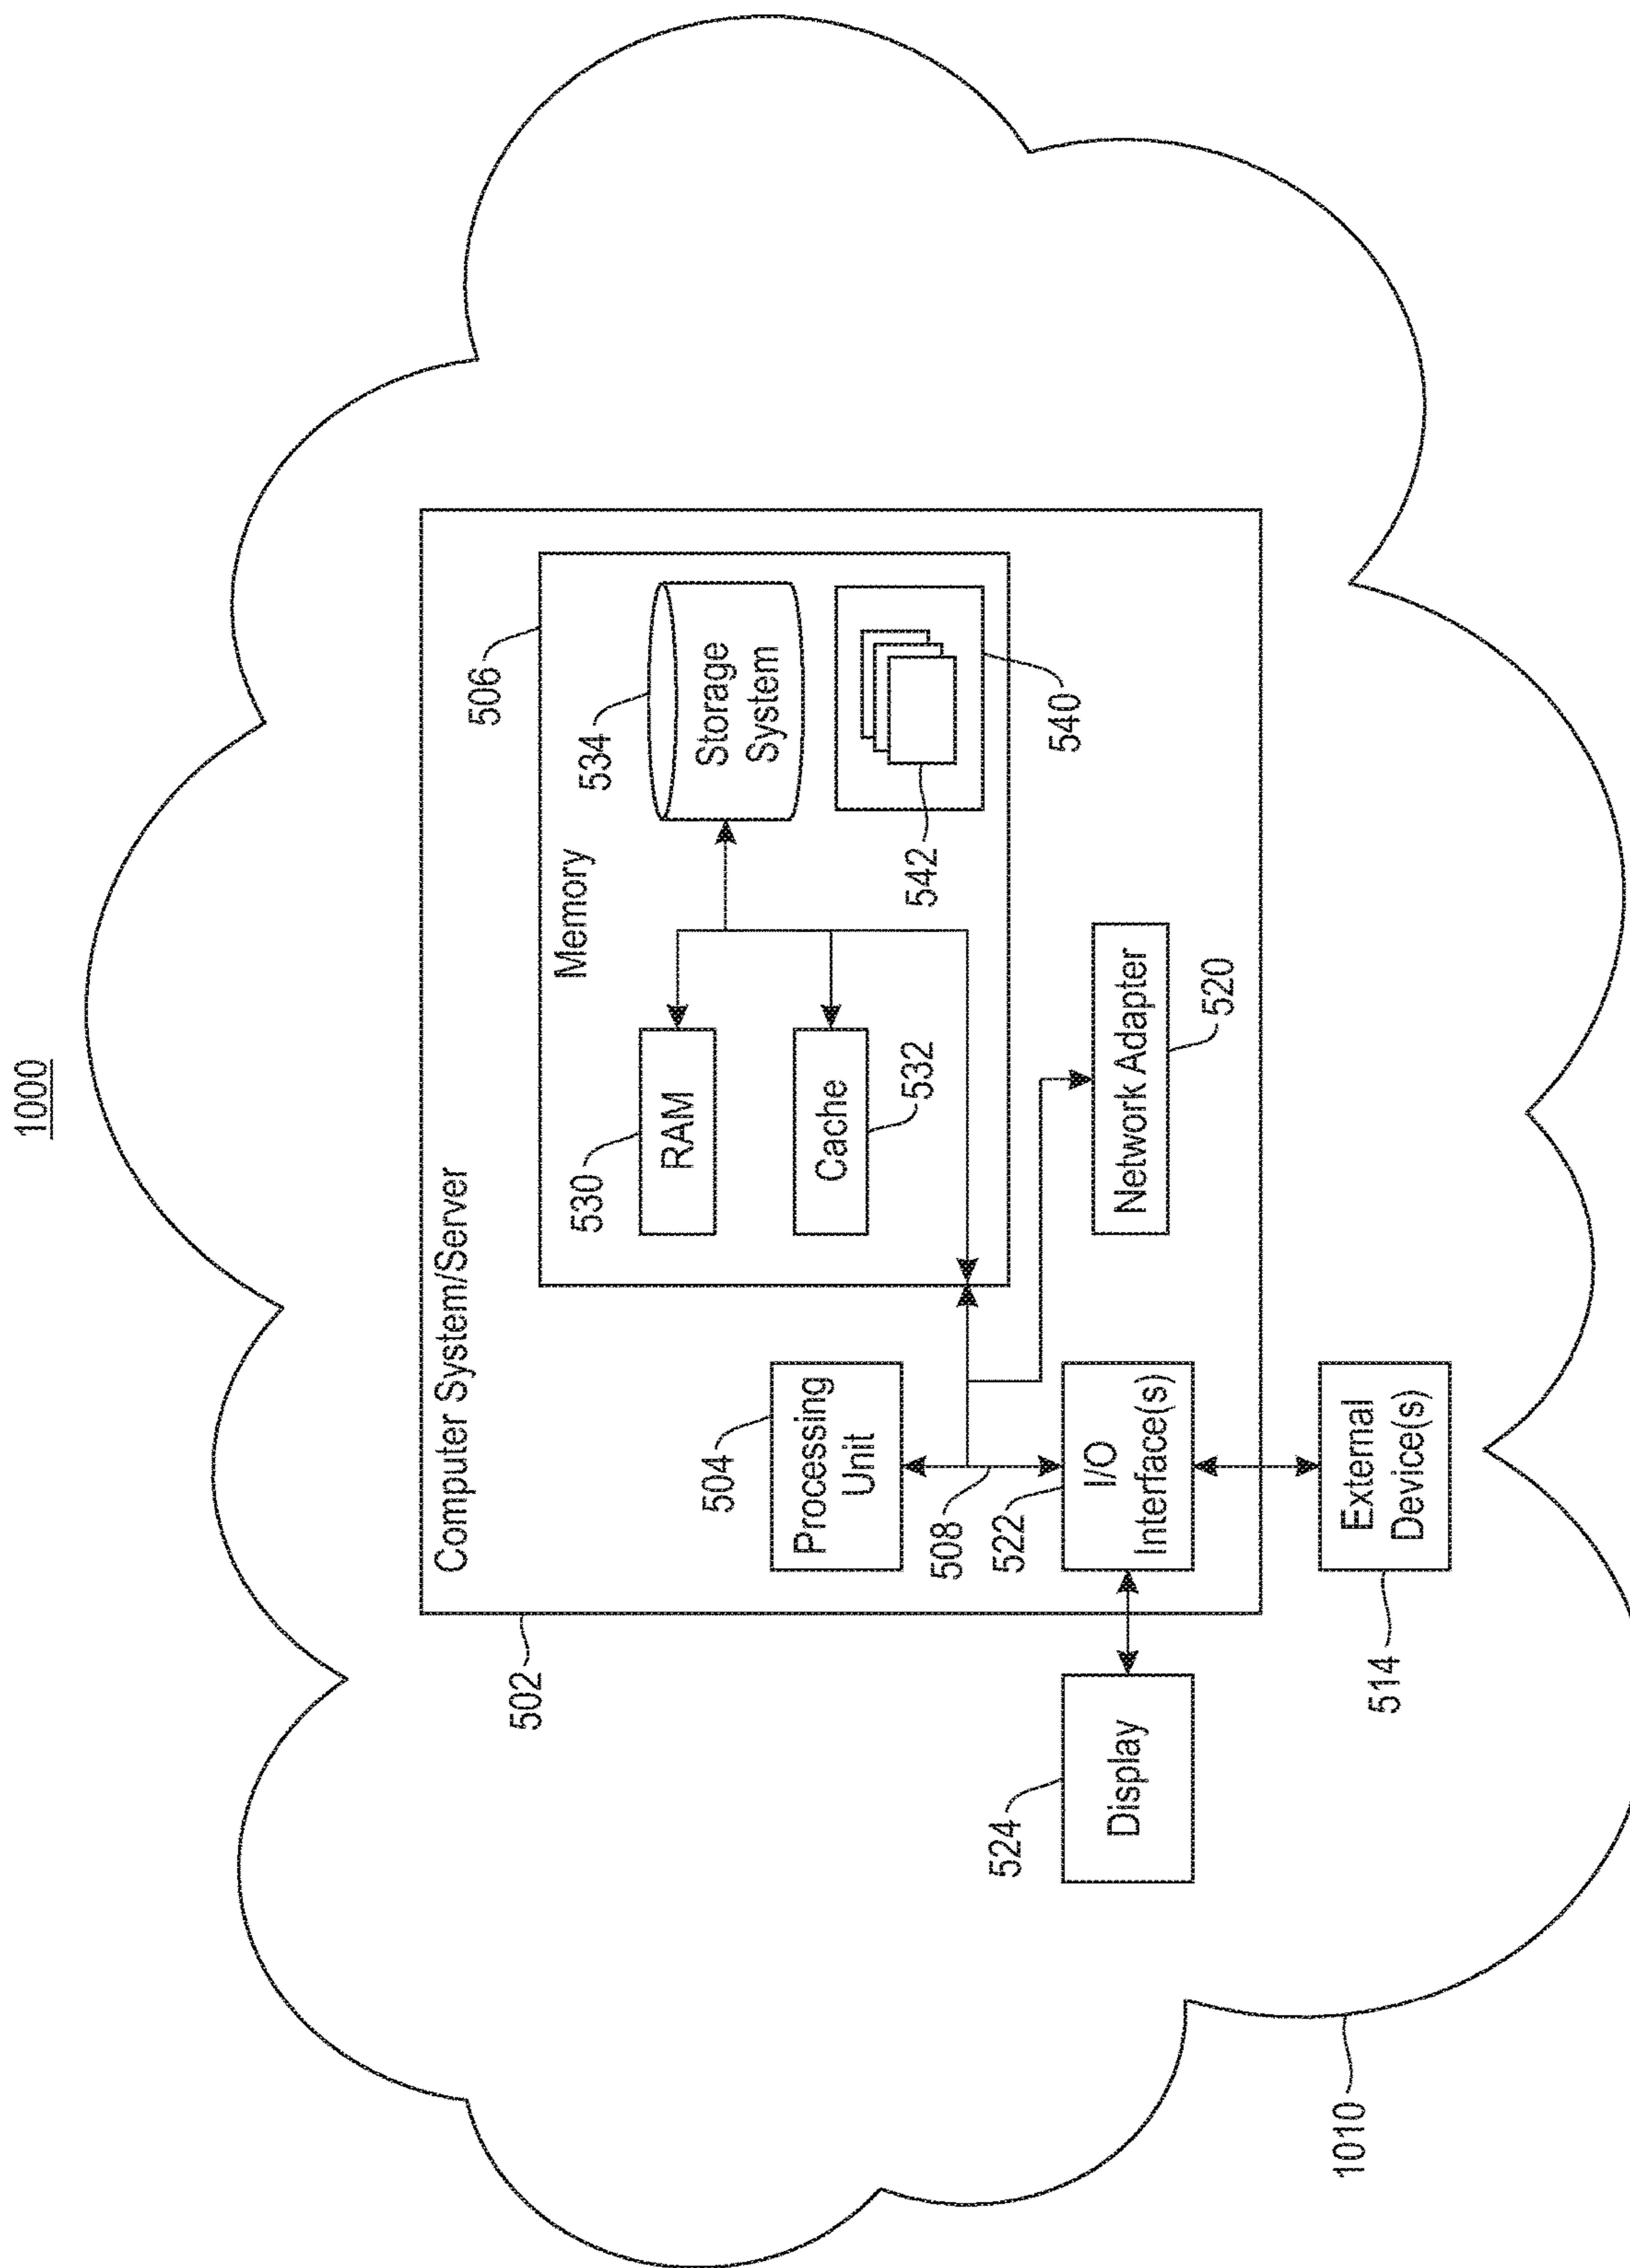 1000
Computer System/Server
502
506
Memory
534
Storage
System
530
RAM
504
Processing
Unit
Cache
532
542
540
508
522
I/O
Interface(s)
Network Adapter
520
524
Display
External
Device(s)
514
1010